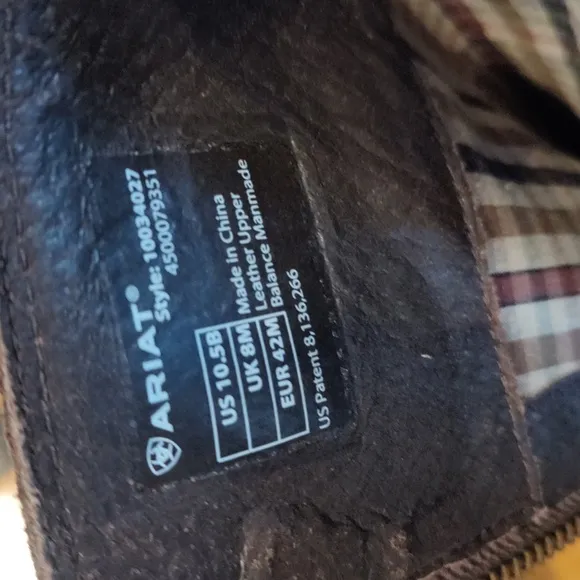 ARIAT®
Style: 10034027
4500079351
US 10.5B
UK 8M
EUR 42M
Made in China
Leather Upper
Balance Manmade
US Patent 8,136,266